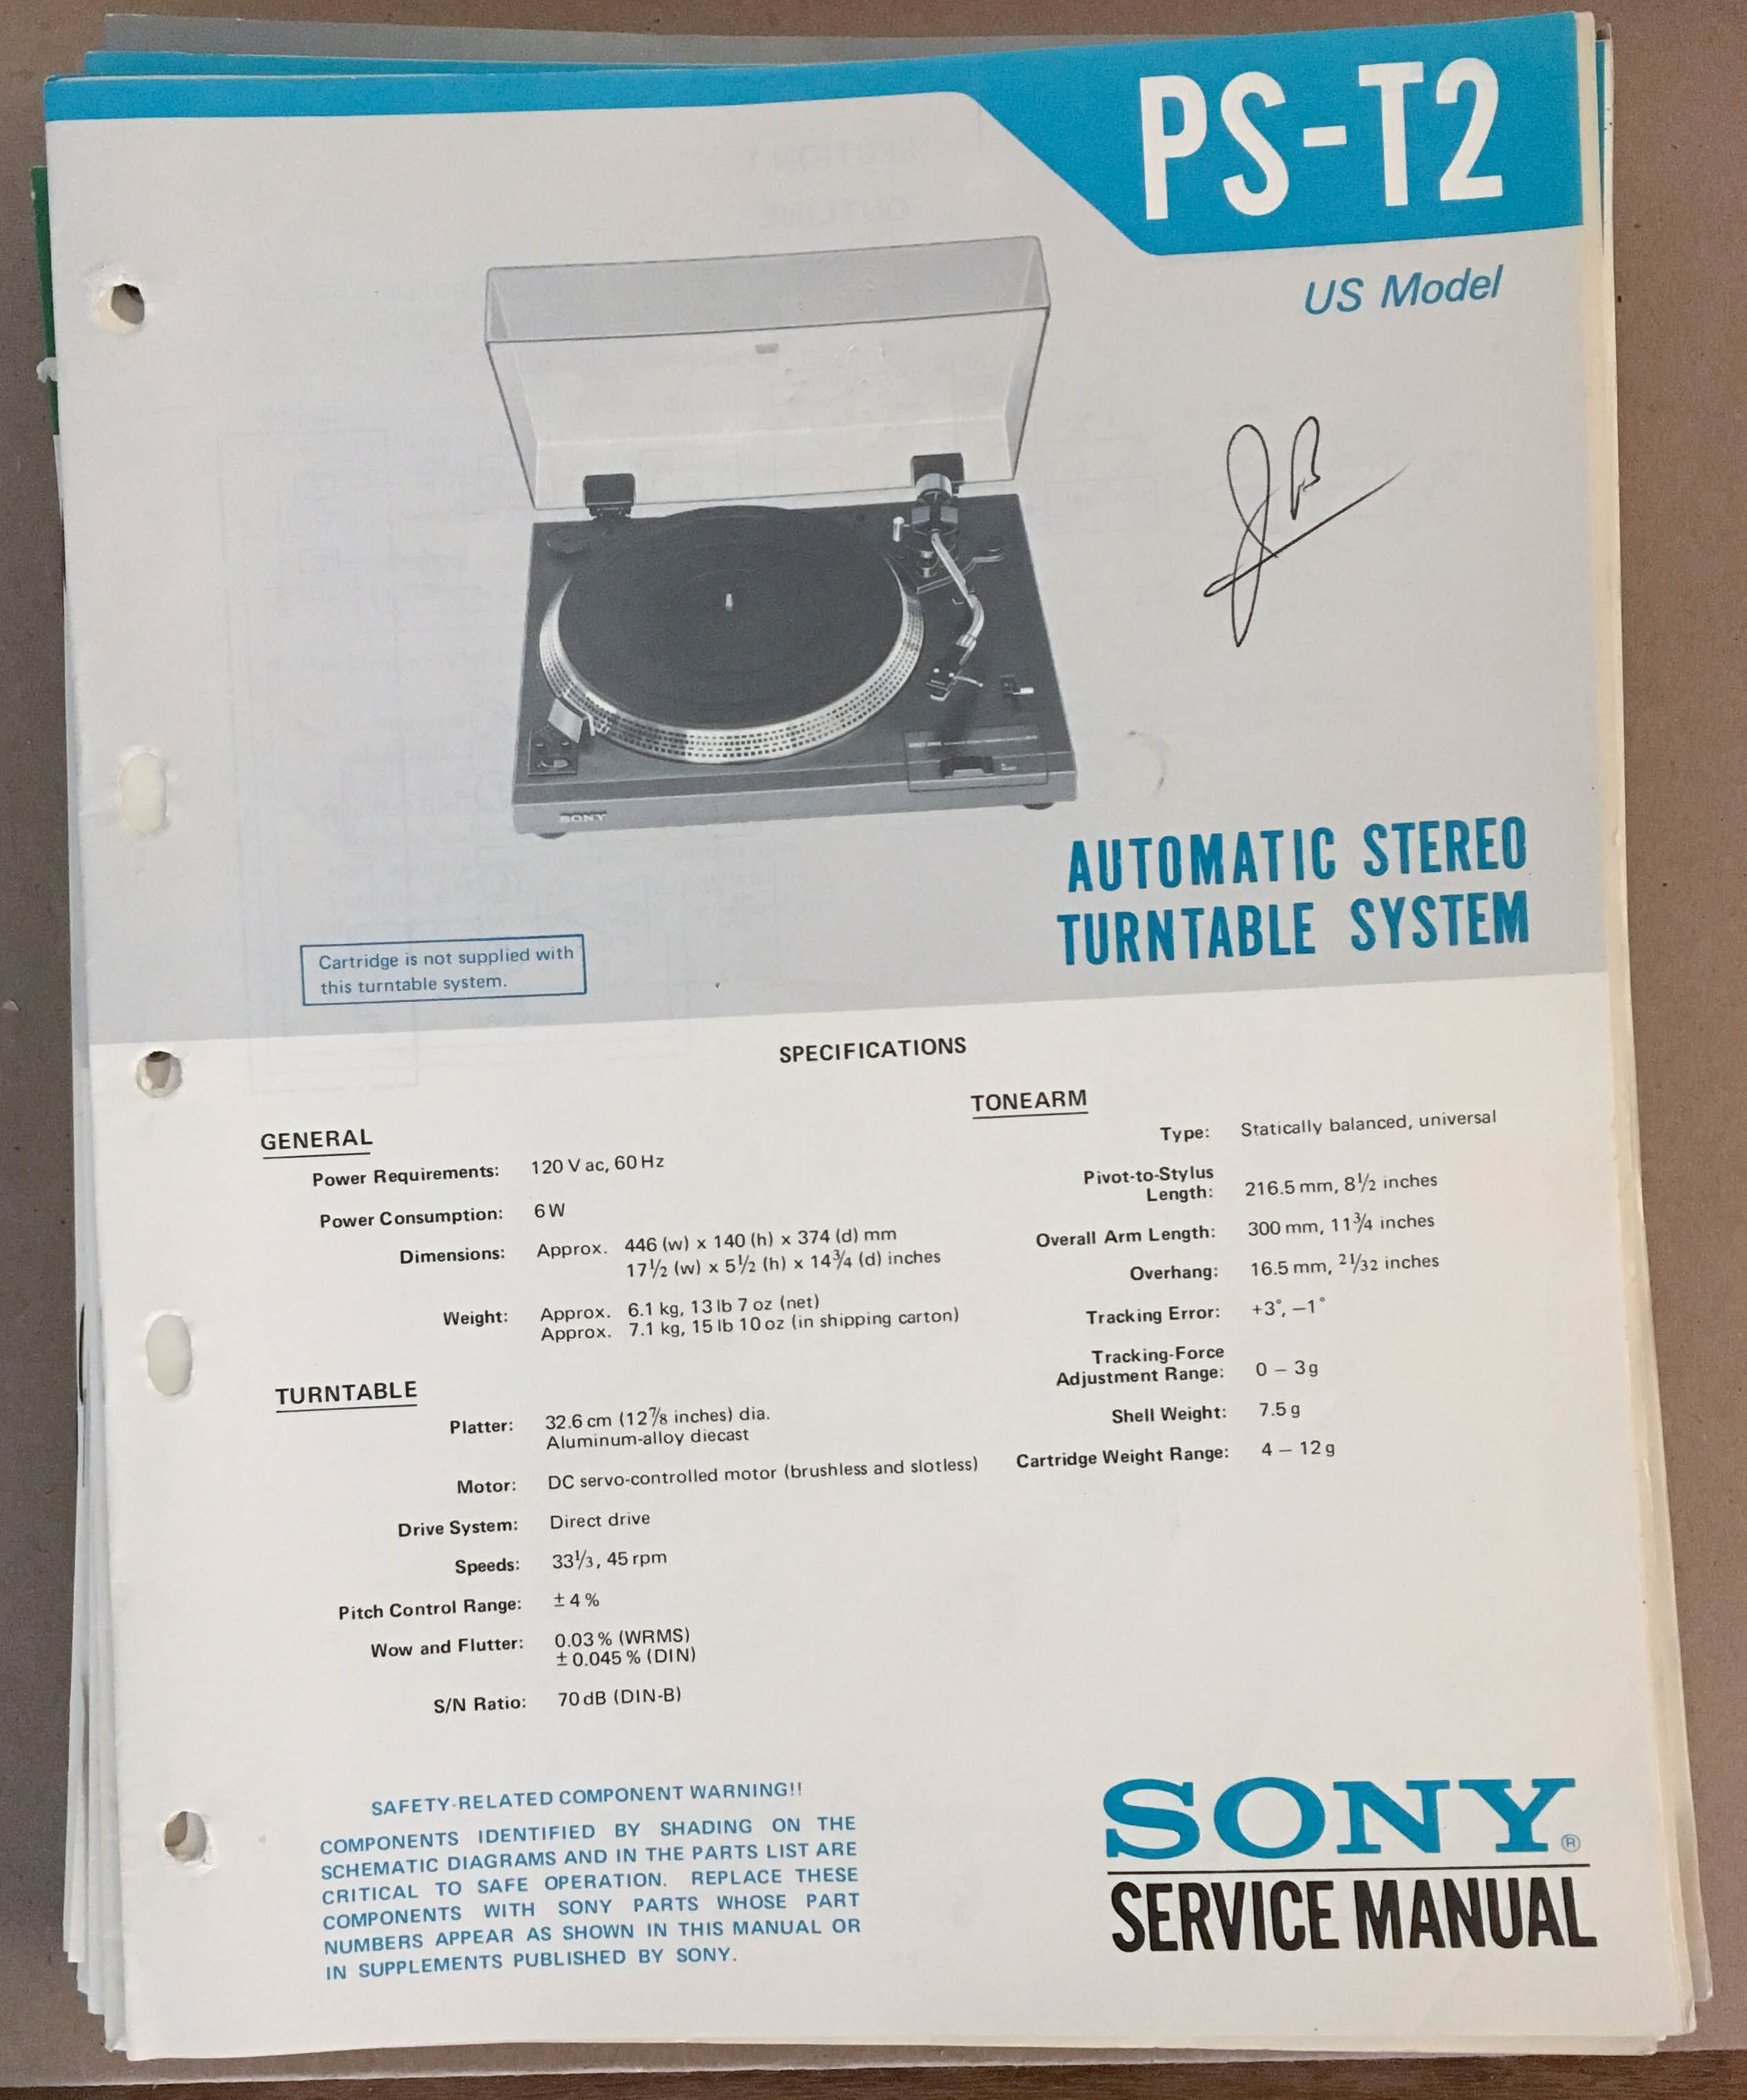 PS-T2
US Model
JB
SONY
AUTOMATIC STEREO
TURNTABLE SYSTEM
Cartridge is not supplied with
this turntable system.
SPECIFICATIONS
GENERAL
Power Requirements: 120 V ac, 60 Hz
Power Consumption: 6 W
Dimensions: Approx. 446 (w) x 140 (h) x 374 (d) mm
17½ (w) x 5½ (h) x 14¾ (d) inches
Weight: Approx. 6.1 kg, 13 lb 7 oz (net)
Approx. 7.1 kg, 15 lb 10 oz (in shipping carton)
TURNTABLE
Platter: 32.6 cm (12⅞ inches) dia.
Aluminum-alloy diecast
Motor: DC servo-controlled motor (brushless and slotless)
Drive System: Direct drive
Speeds: 33⅓, 45 rpm
Pitch Control Range: ± 4 %
Wow and Flutter: 0.03 % (WRMS)
± 0.045 % (DIN)
S/N Ratio: 70 dB (DIN-B)
TONEARM
Type: Statically balanced, universal
Pivot-to-Stylus
Length: 216.5 mm, 8½ inches
Overall Arm Length: 300 mm, 11¾ inches
Overhang: 16.5 mm, 21/32 inches
Tracking Error: +3°, −1°
Tracking-Force
Adjustment Range: 0 – 3 g
Shell Weight: 7.5 g
Cartridge Weight Range: 4 – 12 g
SAFETY-RELATED COMPONENT WARNING!!
COMPONENTS IDENTIFIED BY SHADING ON THE
SCHEMATIC DIAGRAMS AND IN THE PARTS LIST ARE
CRITICAL TO SAFE OPERATION. REPLACE THESE
COMPONENTS WITH SONY PARTS WHOSE PART
NUMBERS APPEAR AS SHOWN IN THIS MANUAL OR
IN SUPPLEMENTS PUBLISHED BY SONY.
SONY®
SERVICE MANUAL